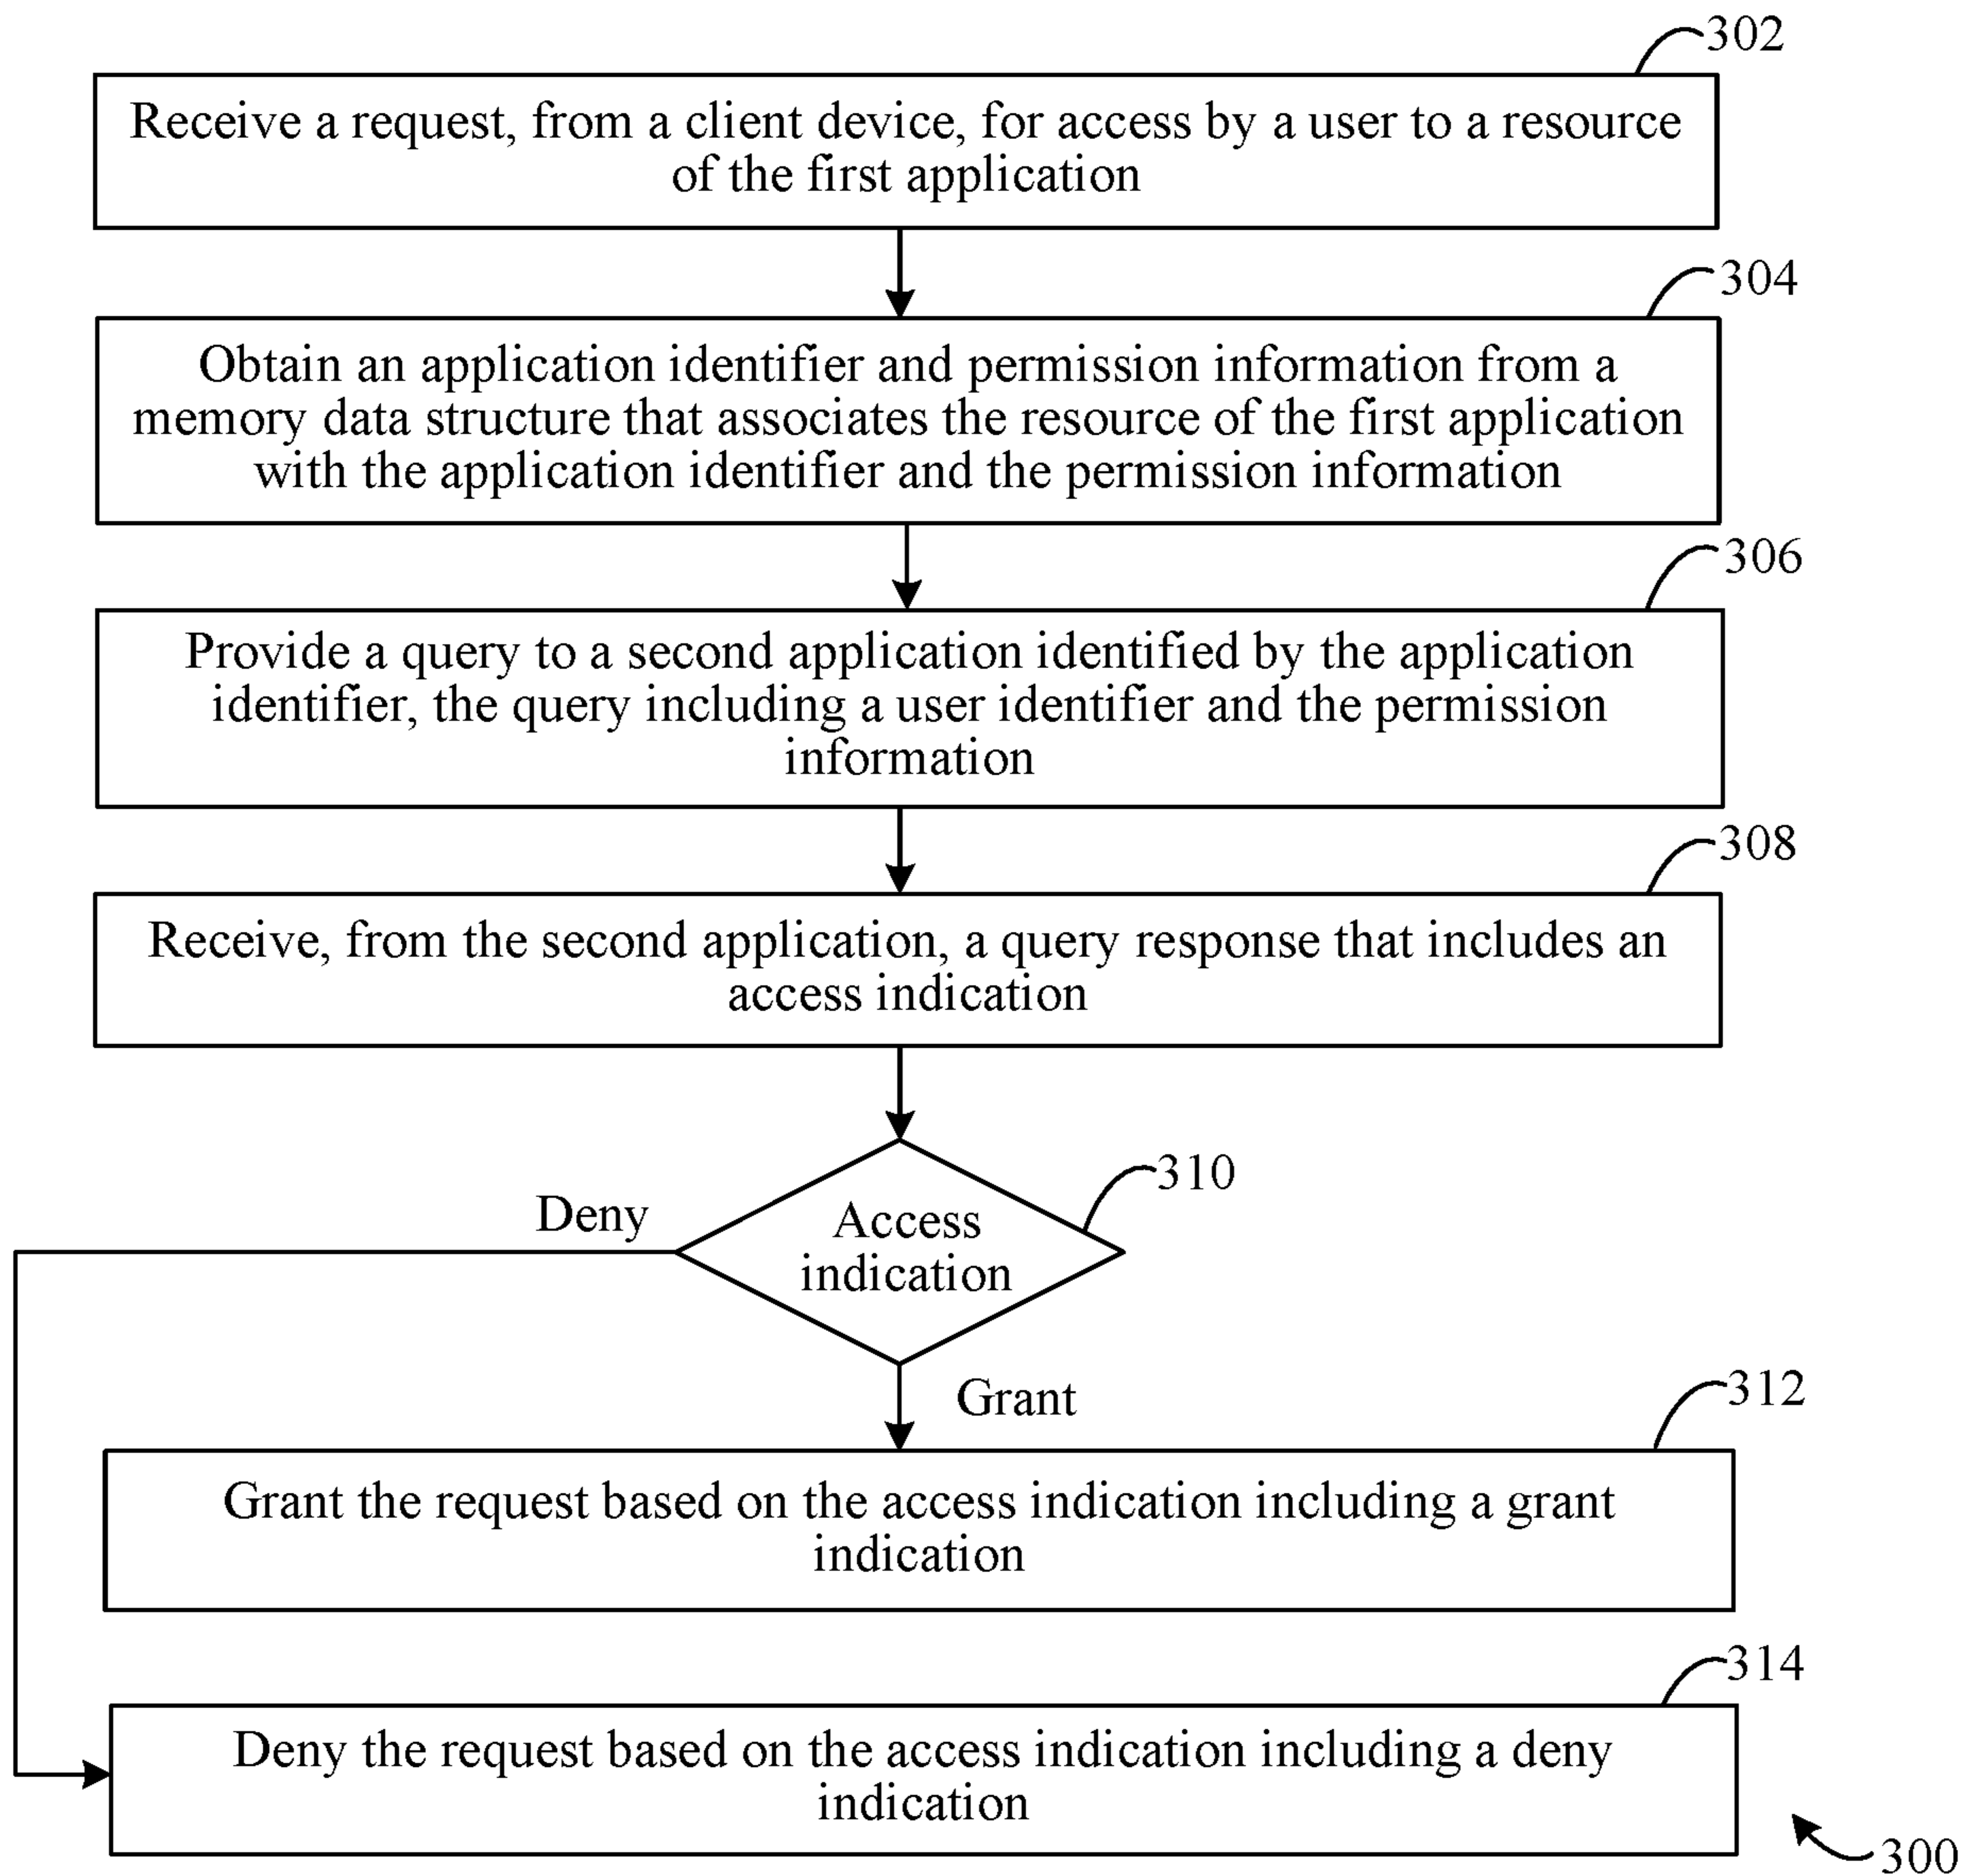 302
Receive a request, from a client device, for access by a user to a resource
of the first application
304
Obtain an application identifier and permission information from a
memory data structure that associates the resource of the first application
with the application identifier and the permission information
306
Provide a query to a second application identified by the application
identifier, the query including a user identifier and the permission
information
308
Receive, from the second application, a query response that includes an
access indication
310
Deny
Access
indication
Grant
312
Grant the request based on the access indication including a grant
indication
314
Deny the request based on the access indication including a deny
indication
300